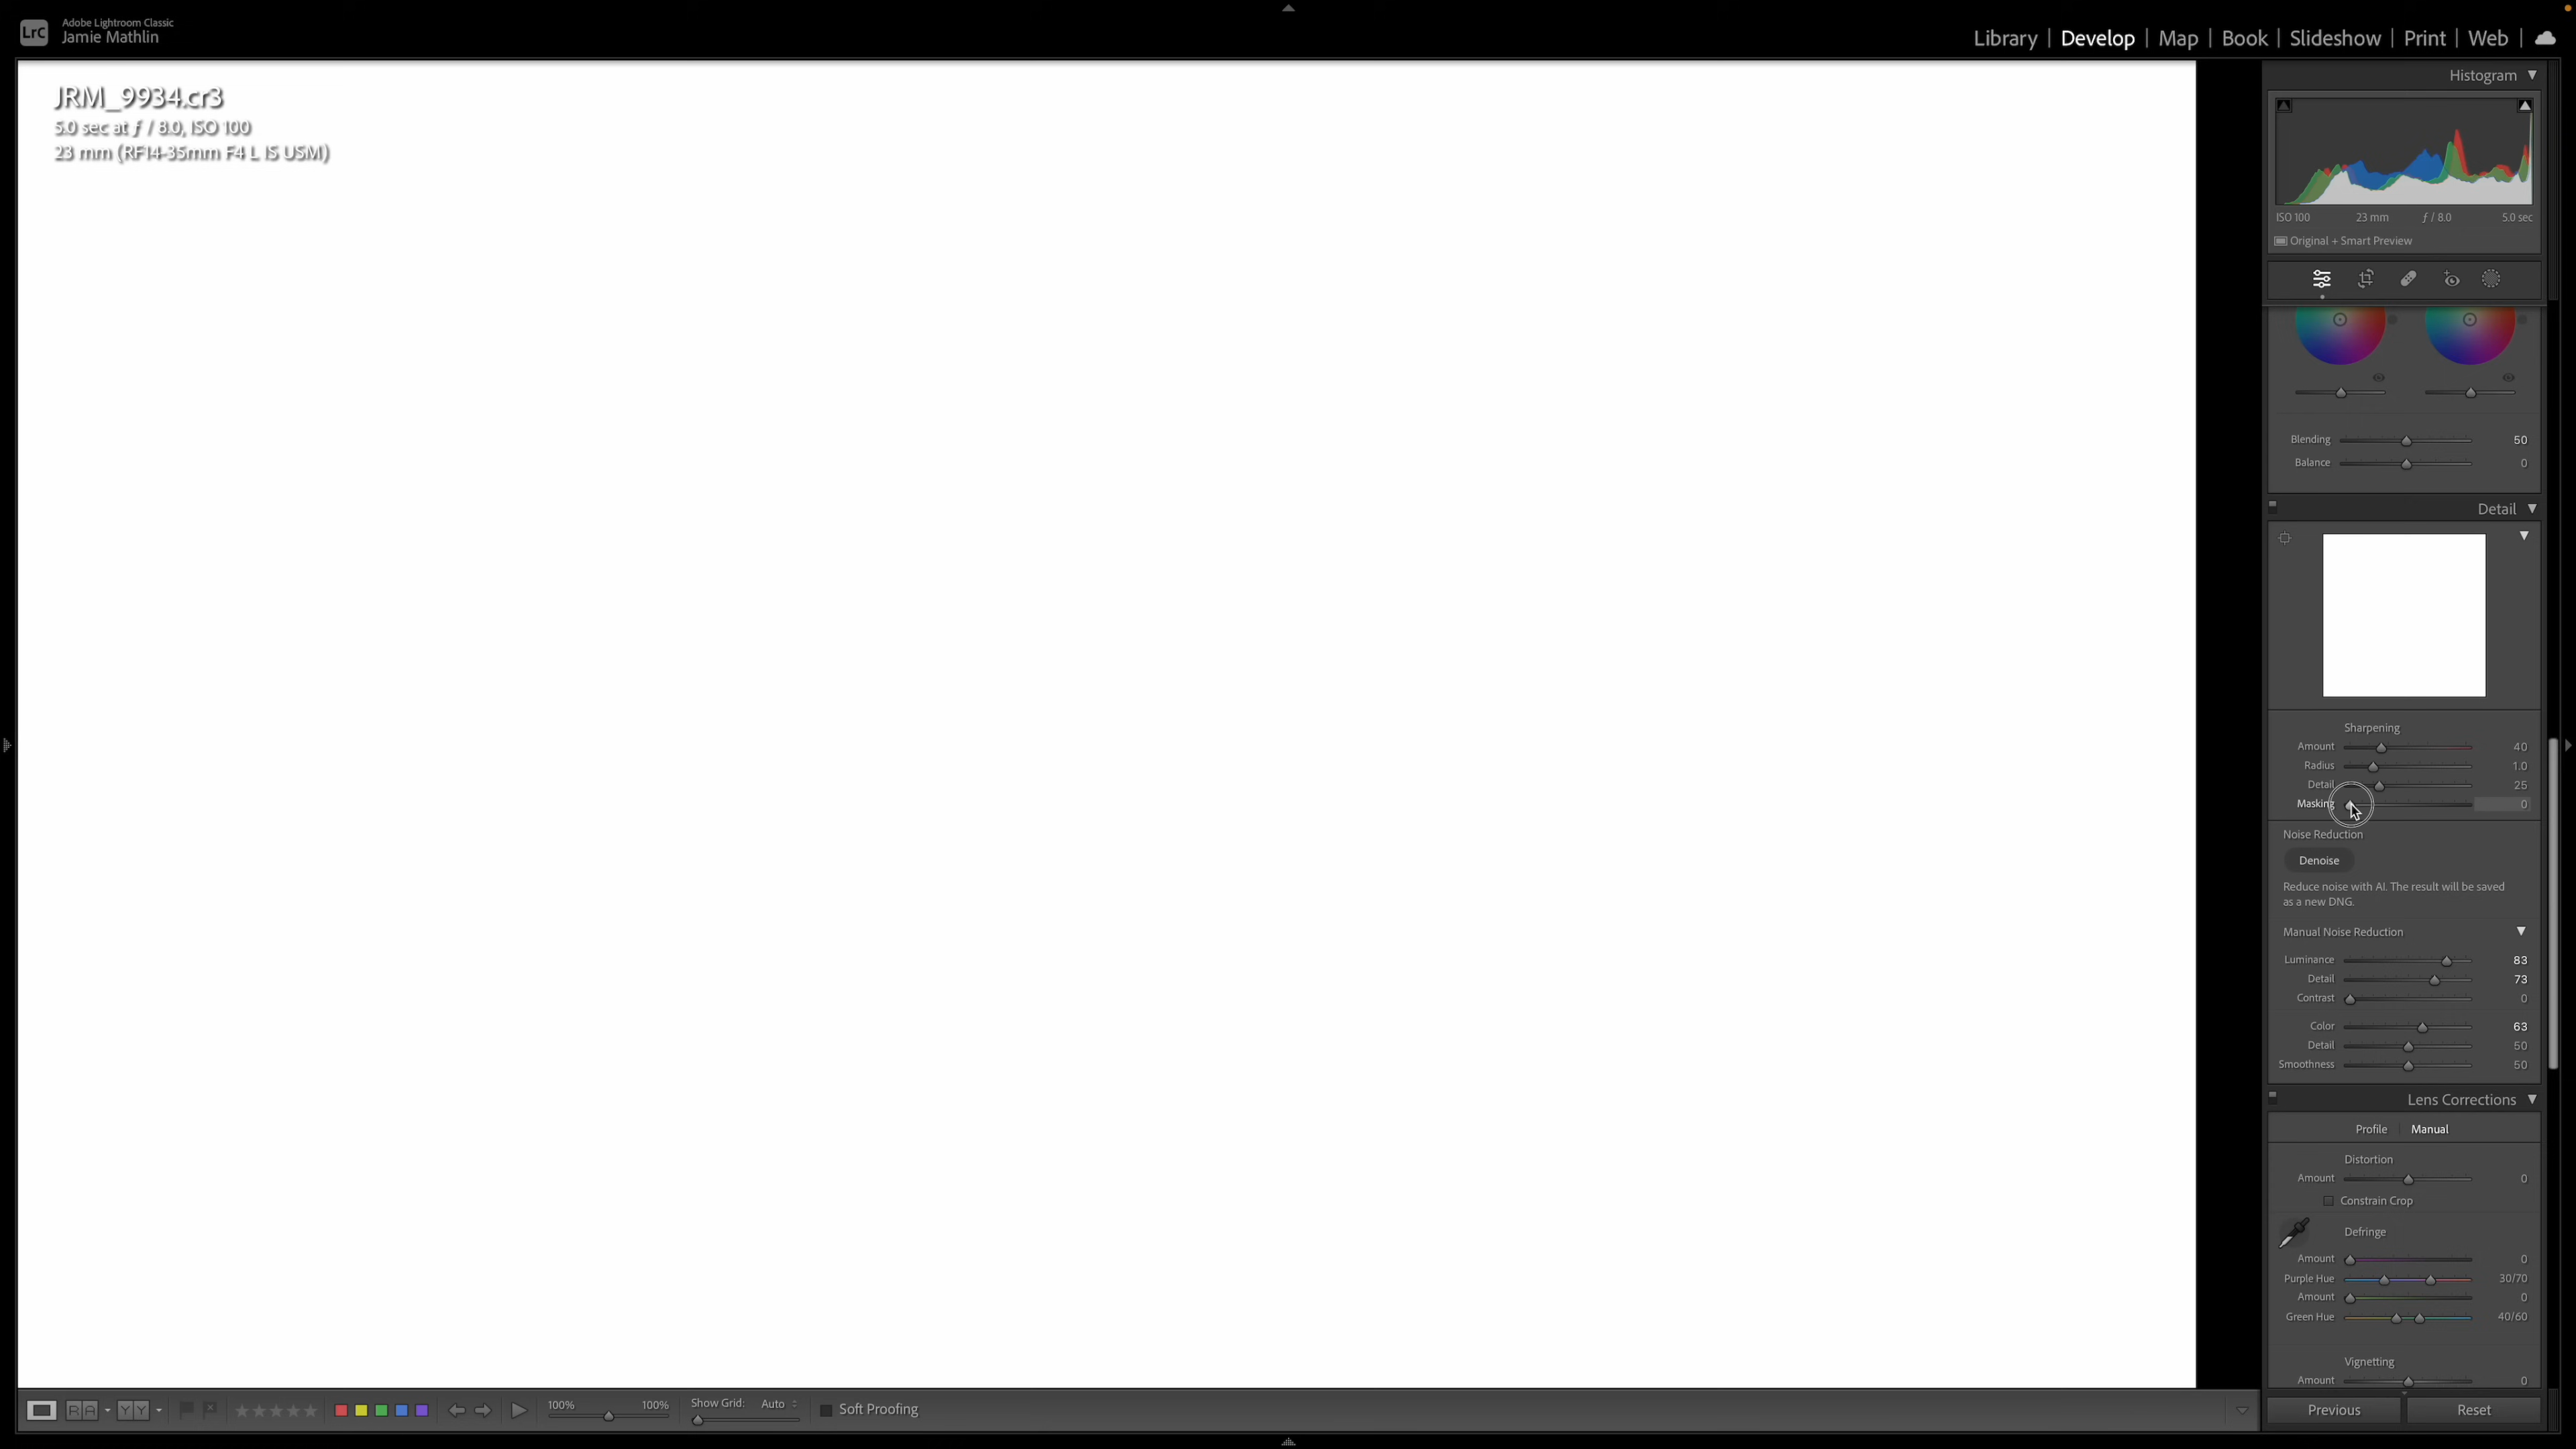 LrC
Adobe Lightroom Classic
Jamie Mathlin
Library | Develop | Map | Book | Slideshow | Print | Web
JRM_9934.cr3
5.0 sec at ƒ / 8.0, ISO 100
23 mm (RF14-35mm F4 L IS USM)
Histogram
ISO 100 23 mm ƒ / 8.0 5.0 sec
Original + Smart Preview
Blending 50
Balance 0
Detail
Sharpening
Amount 40
Radius 1.0
Detail 25
Masking 0
Noise Reduction
Denoise
Reduce noise with AI. The result will be saved
as a new DNG.
Manual Noise Reduction
Luminance 83
Detail 73
Contrast 0
Color 63
Detail 50
Smoothness 50
Lens Corrections
Profile Manual
Distortion
Amount 0
Constrain Crop
Defringe
Amount 0
Purple Hue 30/70
Amount 0
Green Hue 40/60
Vignetting
Amount 0
Previous Reset
R A Y Y 100% 100% Show Grid: Auto Soft Proofing